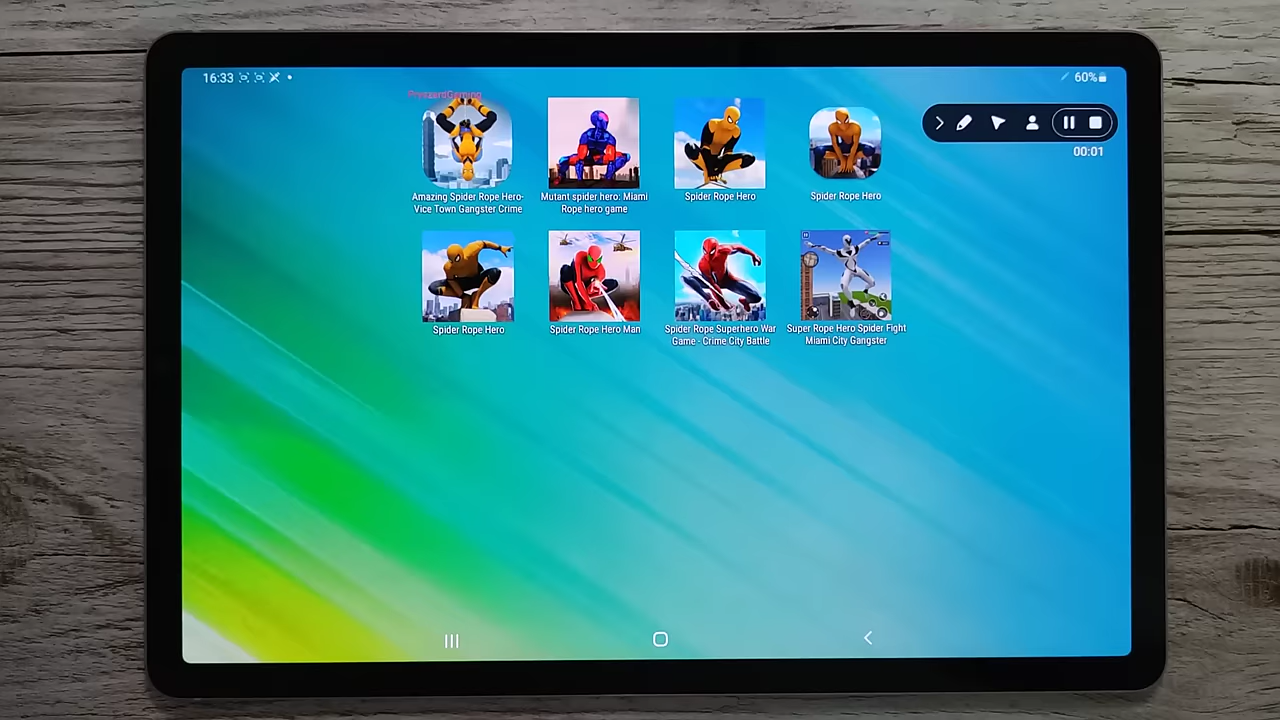 16:33
60%
PressardGaming
00:01
Amazing Spider Rope Hero-
Vice Town Gangster Crime
Mutant spider hero: Miami
Rope hero game
Spider Rope Hero
Spider Rope Hero
Spider Rope Hero
Spider Rope Hero Man
Spider Rope Superhero War
Game - Crime City Battle
Super Rope Hero Spider Fight
Miami City Gangster